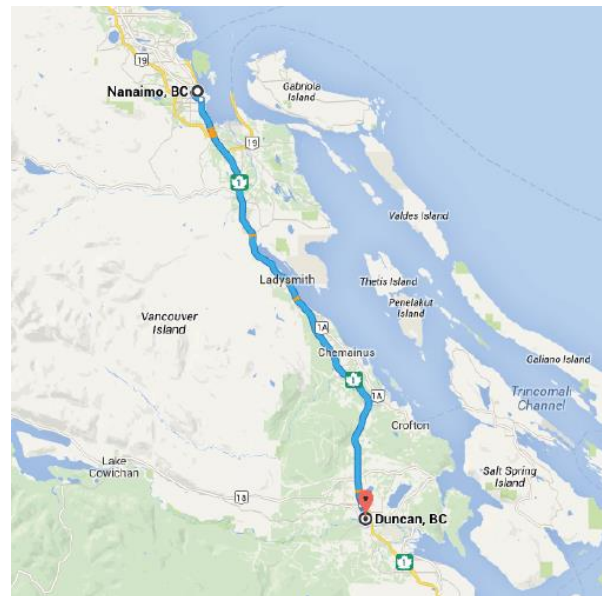 19
Nanaimo, BC
Gabriola
Island
19
1
Valdes Island
Ladysmith
Thetis Island
Penelakut
Island
Vancouver
Island
1A
Chemainus
Galiano Island
1
1A
Trincomali
Channel
Crofton
Lake
Cowichan
Salt Spring
Island
18
Duncan, BC
1